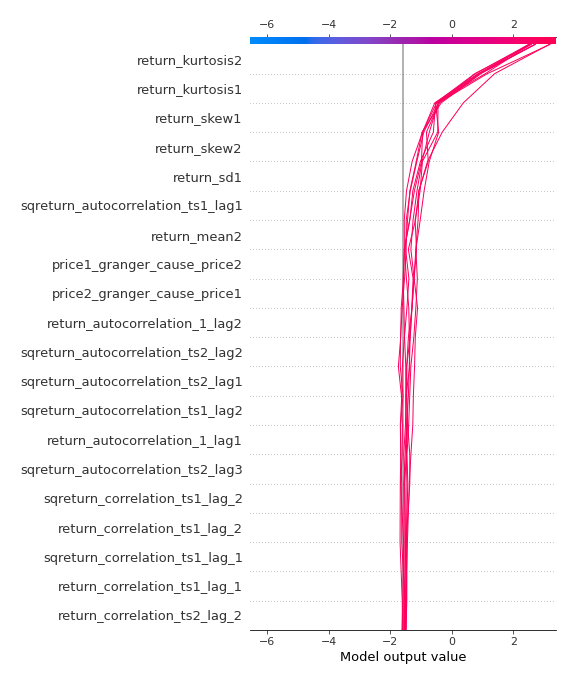 −6 −4 −2 0 2
return_kurtosis2
return_kurtosis1
return_skew1
return_skew2
return_sd1
sqreturn_autocorrelation_ts1_lag1
return_mean2
price1_granger_cause_price2
price2_granger_cause_price1
return_autocorrelation_1_lag2
sqreturn_autocorrelation_ts2_lag2
sqreturn_autocorrelation_ts2_lag1
sqreturn_autocorrelation_ts1_lag2
return_autocorrelation_1_lag1
sqreturn_autocorrelation_ts2_lag3
sqreturn_correlation_ts1_lag_2
return_correlation_ts1_lag_2
sqreturn_correlation_ts1_lag_1
return_correlation_ts1_lag_1
return_correlation_ts2_lag_2
−6 −4 −2 0 2
Model output value